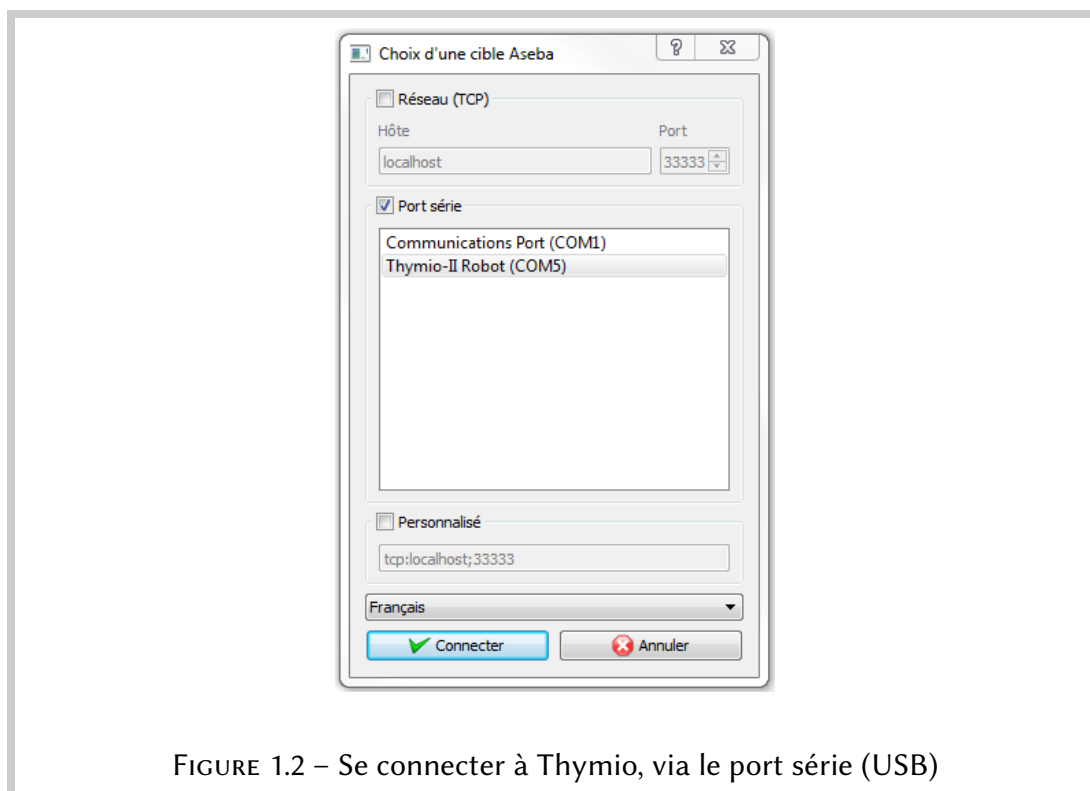 Choix d'une cible Aseba
Réseau (TCP)
Hôte Port
localhost 33333
Port série
Communications Port (COM1)
Thymio-II Robot (COM5)
Personnalisé
tcp:localhost;33333
Français
Connecter Annuler
FIGURE 1.2 – Se connecter à Thymio, via le port série (USB)